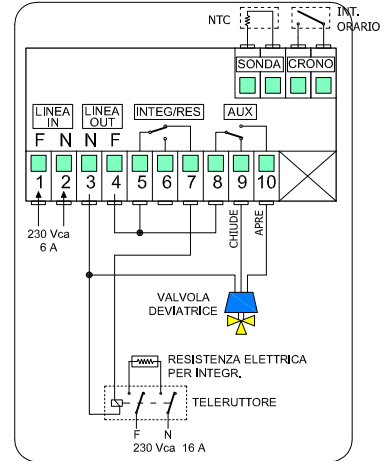 NTC
INT.
ORARIO
SONDA CRONO
LINEA
IN
LINEA
OUT
INTEG/RES
AUX
F N N F
1 2 3 4 5 6 7 8 9 10
230 Vca
6 A
CHIUDE
APRE
VALVOLA
DEVIATRICE
RESISTENZA ELETTRICA
PER INTEGR.
TELERUTTORE
F N
230 Vca 16 A